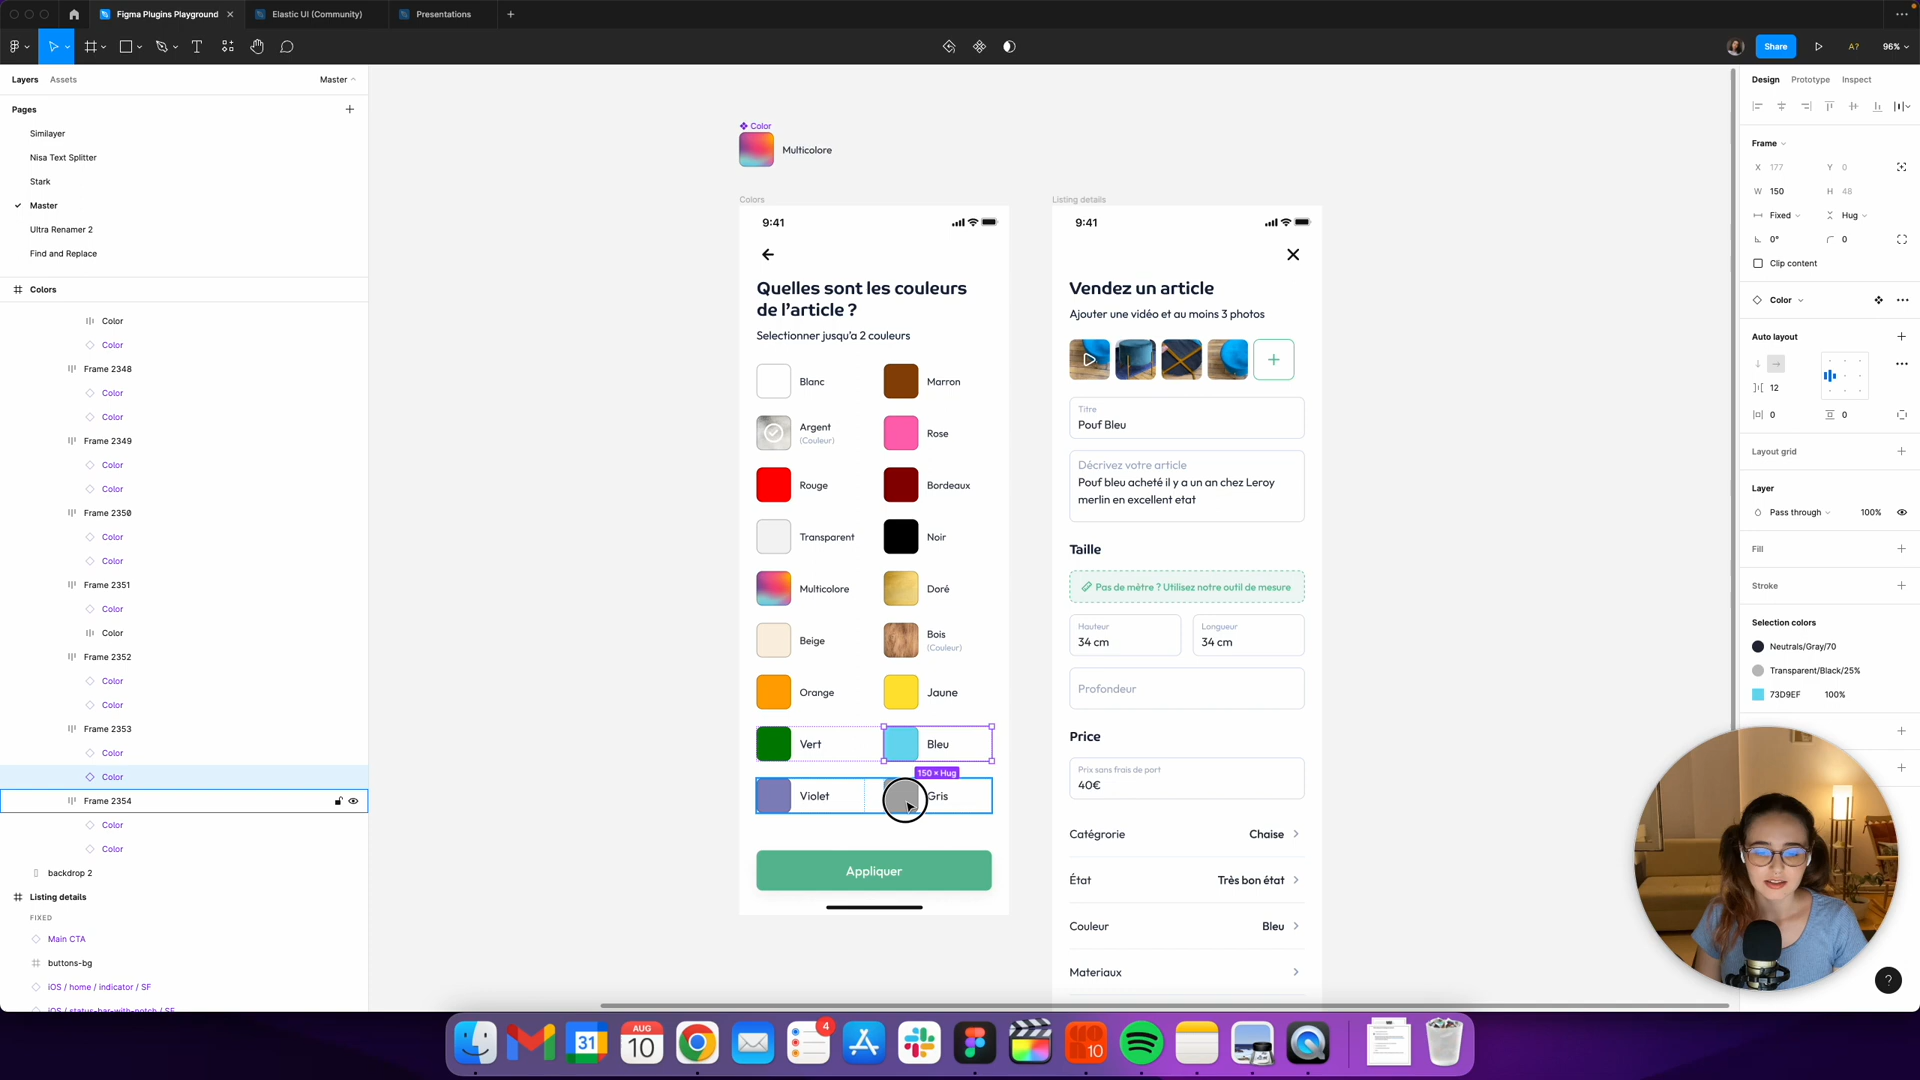 Figma Plugins Playground
Elastic UI (Community)
Presentations
Share
A?
96%
Layers
Assets
Master
Pages
Similayer
Nisa Text Splitter
Stark
Master
Ultra Renamer 2
Find and Replace
Colors
Color
Color
Frame 2348
Color
Color
Frame 2349
Color
Color
Frame 2350
Color
Color
Frame 2351
Color
Color
Frame 2352
Color
Color
Frame 2353
Color
Color
Frame 2354
Color
Color
backdrop 2
Listing details
FIXED
Main CTA
buttons-bg
iOS / home / indicator / SF
iOS / status-bar-with-notch / SF
Color
Multicolore
Colors
9:41
Quelles sont les couleurs
de l'article ?
Selectionner jusqu'a 2 couleurs
Blanc
Marron
Argent
(Couleur)
Rose
Rouge
Bordeaux
Transparent
Noir
Multicolore
Doré
Beige
Bois
(Couleur)
Orange
Jaune
Vert
Bleu
150 × Hug
Violet
Gris
Appliquer
Listing details
9:41
Vendez un article
Ajouter une vidéo et au moins 3 photos
Titre
Pouf Bleu
Décrivez votre article
Pouf bleu acheté il y a un an chez Leroy
merlin en excellent etat
Taille
Pas de mètre ? Utilisez notre outil de mesure
Hauteur
34 cm
Longueur
34 cm
Profondeur
Price
Prix sans frais de port
40€
Catégrorie
Chaise
État
Très bon état
Couleur
Bleu
Materiaux
Design
Prototype
Inspect
Frame
X 177
Y 0
W 150
H 48
Fixed
Hug
0°
0
Clip content
Color
Auto layout
12
0
0
Layout grid
Layer
Pass through
100%
Fill
Stroke
Selection colors
Neutrals/Gray/70
Transparent/Black/25%
73D9EF
100%
?
31
AUG
10
4
10